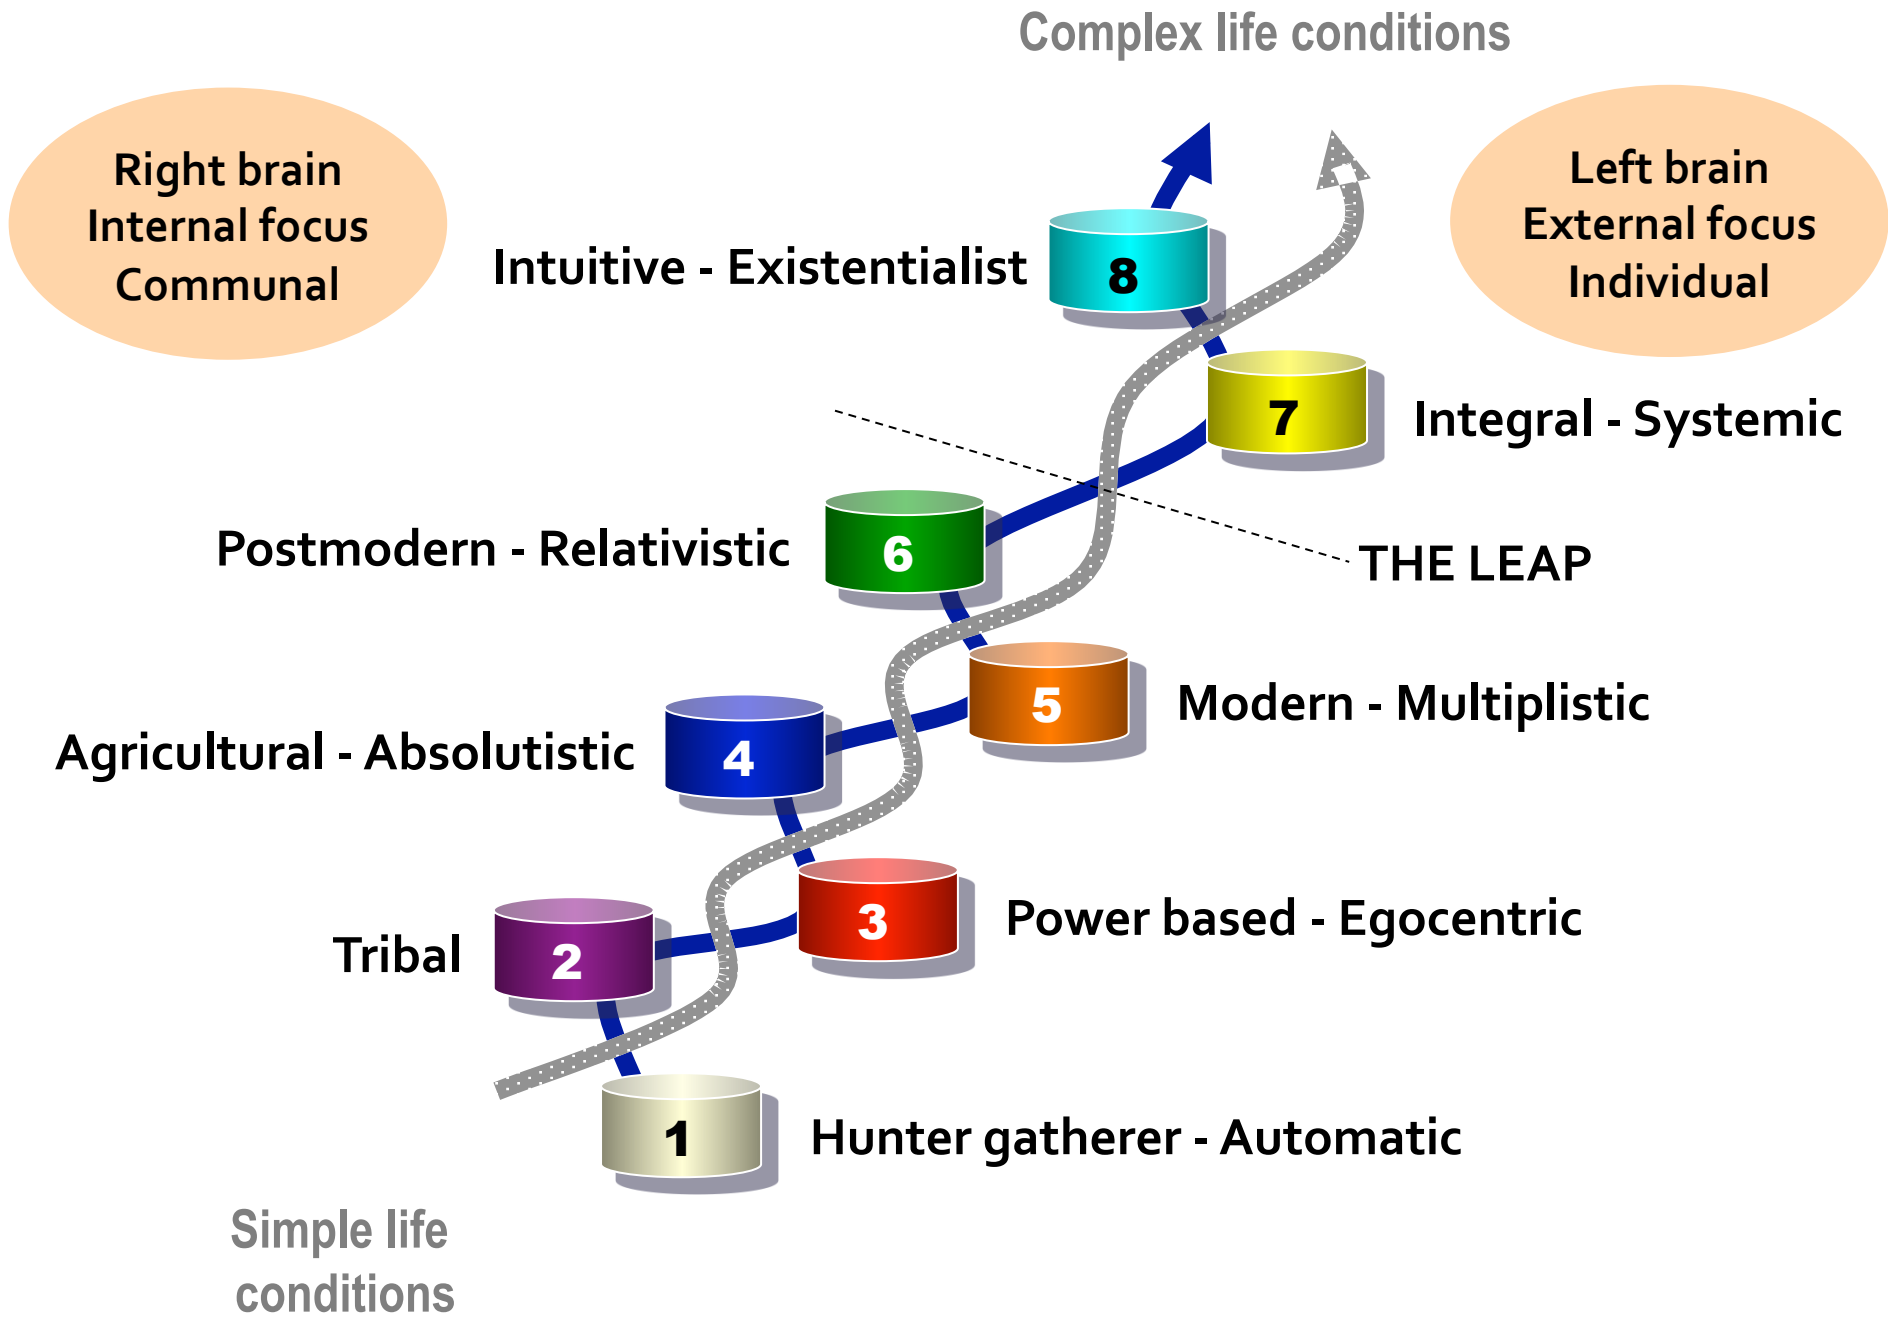 Complex life conditions
Right brain
Internal focus
Communal
Left brain
External focus
Individual
Intuitive - Existentialist
8
7
Integral - Systemic
Postmodern - Relativistic
6
THE LEAP
5
Modern - Multiplistic
Agricultural - Absolutistic
4
3
Power based - Egocentric
Tribal
2
1
Hunter gatherer - Automatic
Simple life
conditions